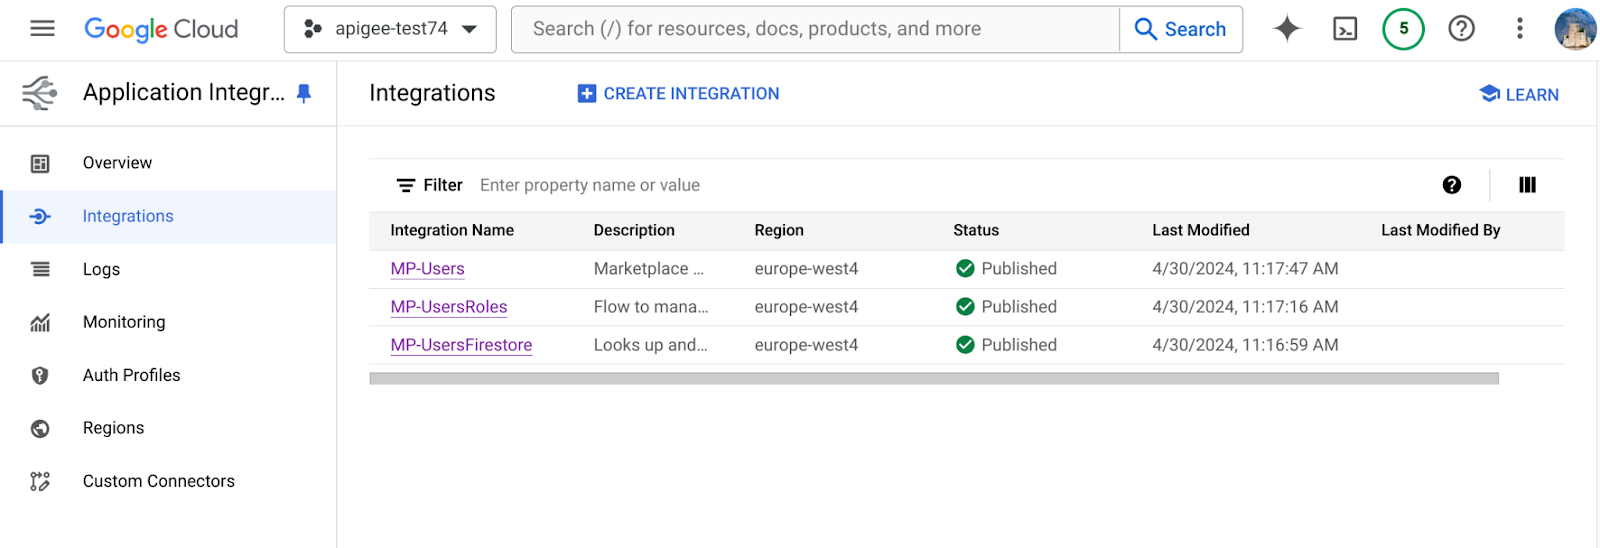 Google Cloud apigee-test74 Search (/) for resources, docs, products, and more Search 5
Application Integr... Integrations CREATE INTEGRATION LEARN
Overview
Integrations
Logs
Monitoring
Auth Profiles
Regions
Custom Connectors
Filter Enter property name or value
Integration Name Description Region Status Last Modified Last Modified By
MP-Users Marketplace ... europe-west4 Published 4/30/2024, 11:17:47 AM
MP-UsersRoles Flow to mana... europe-west4 Published 4/30/2024, 11:17:16 AM
MP-UsersFirestore Looks up and... europe-west4 Published 4/30/2024, 11:16:59 AM